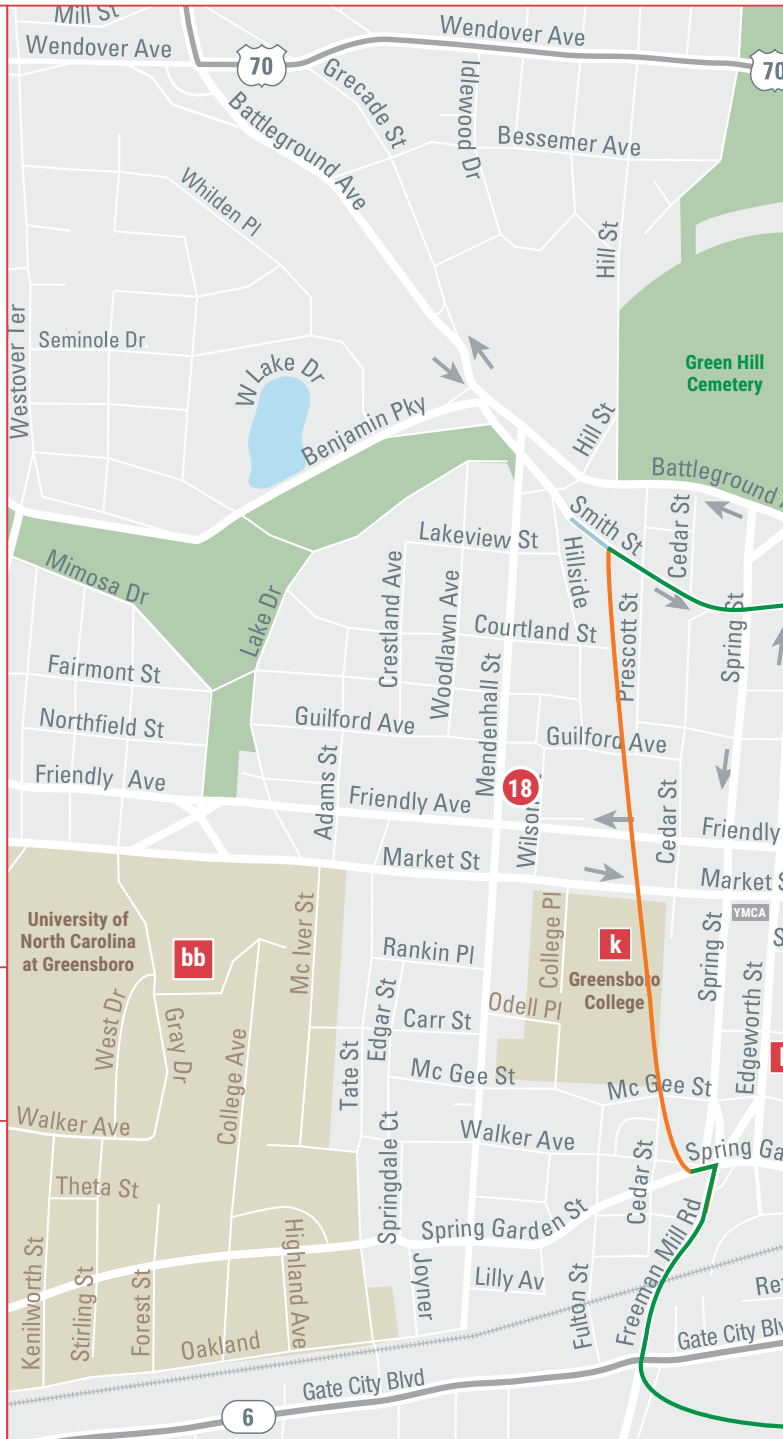 Mill St
Wendover Ave
Wendover Ave
70
70
Grecade St
Idlewood Dr
Battleground Ave
Bessemer Ave
Whilden Pl
Hill St
Westover Ter
Seminole Dr
W Lake Dr
Green Hill
Cemetery
Benjamin Pky
Hill St
Battleground
Smith St
Cedar St
Lakeview St
Hillside
Mimosa Dr
Lake Dr
Crestland Ave
Woodlawn Ave
Prescott St
Spring St
Courtland St
Fairmont St
Mendenhall St
Northfield St
Guilford Ave
Guilford Ave
Friendly Ave
Adams St
Friendly Ave
18
Wilson
Cedar St
Friendly
Market St
Market S
YMCA
University of
North Carolina
at Greensboro
bb
Mc Iver St
College Pl
k
Greensboro
College
Spring St
S
Rankin Pl
Edgeworth St
West Dr
Gray Dr
College Ave
Edgar St
Carr St
Odell Pl
Tate St
Mc Gee St
Mc Gee St
Walker Ave
Springdale Ct
Walker Ave
Cedar St
Spring Ga
Theta St
Spring Garden St
Freeman Mill Rd
Kenilworth St
Stirling St
Forest St
Highland Ave
Joyner
Lilly Av
Fulton St
Re
Oakland
Gate City Blv
Gate City Blvd
6